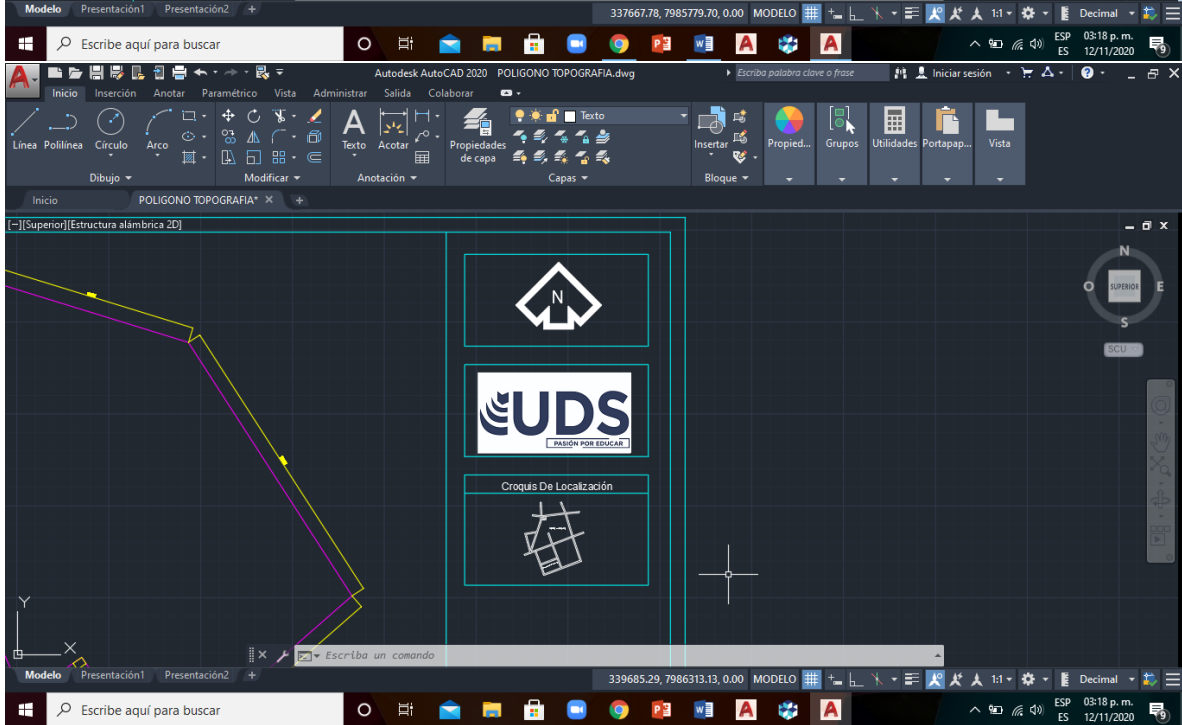 Modelo Presentación1 Presentación2 +
337667.78, 7985779.70, 0.00 MODELO 1:1 Decimal
Escribe aquí para buscar
ESP 03:18 p. m.
ES 12/11/2020
9
Autodesk AutoCAD 2020 POLIGONO TOPOGRAFIA.dwg
Escriba palabra clave o frase
Iniciar sesión
Inicio Inserción Anotar Paramétrico Vista Administrar Salida Colaborar
Texto
Línea Polilínea Círculo Arco
Texto Acotar
Propiedades
de capa
Insertar
Propied... Grupos Utilidades Portapap... Vista
Dibujo Modificar Anotación Capas Bloque
Inicio POLIGONO TOPOGRAFIA* +
[−][Superior][Estructura alámbrica 2D]
N
O SUPERIOR E
S
SCU
N
UDS
PASIÓN POR EDUCAR
Croquis De Localización
Y
X
Escriba un comando
Modelo Presentación1 Presentación2 +
339685.29, 7986313.13, 0.00 MODELO 1:1 Decimal
Escribe aquí para buscar
ESP 03:18 p. m.
ES 12/11/2020
9